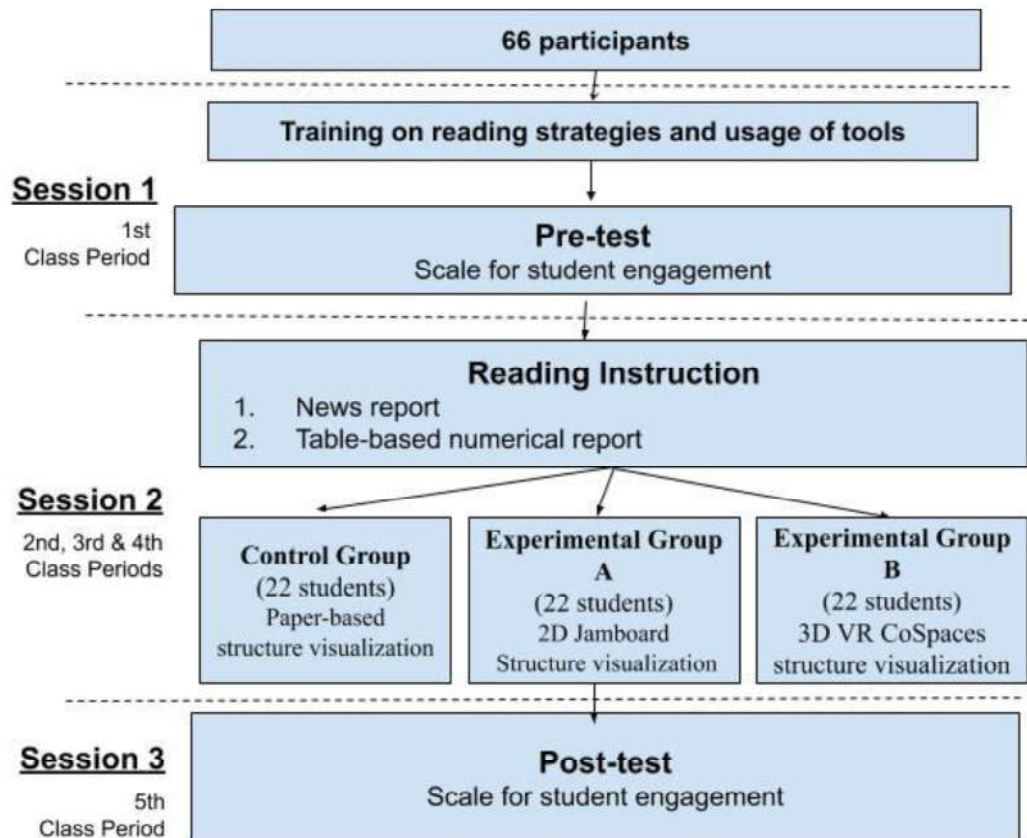 66 participants
Training on reading strategies and usage of tools
Session 1
1st
Class Period
Pre-test
Scale for student engagement
Reading Instruction
1. News report
2. Table-based numerical report
Session 2
2nd, 3rd & 4th
Class Periods
Control Group
(22 students)
Paper-based
structure visualization
Experimental Group
A
(22 students)
2D Jamboard
Structure visualization
Experimental Group
B
(22 students)
3D VR CoSpaces
structure visualization
Session 3
5th
Class Period
Post-test
Scale for student engagement